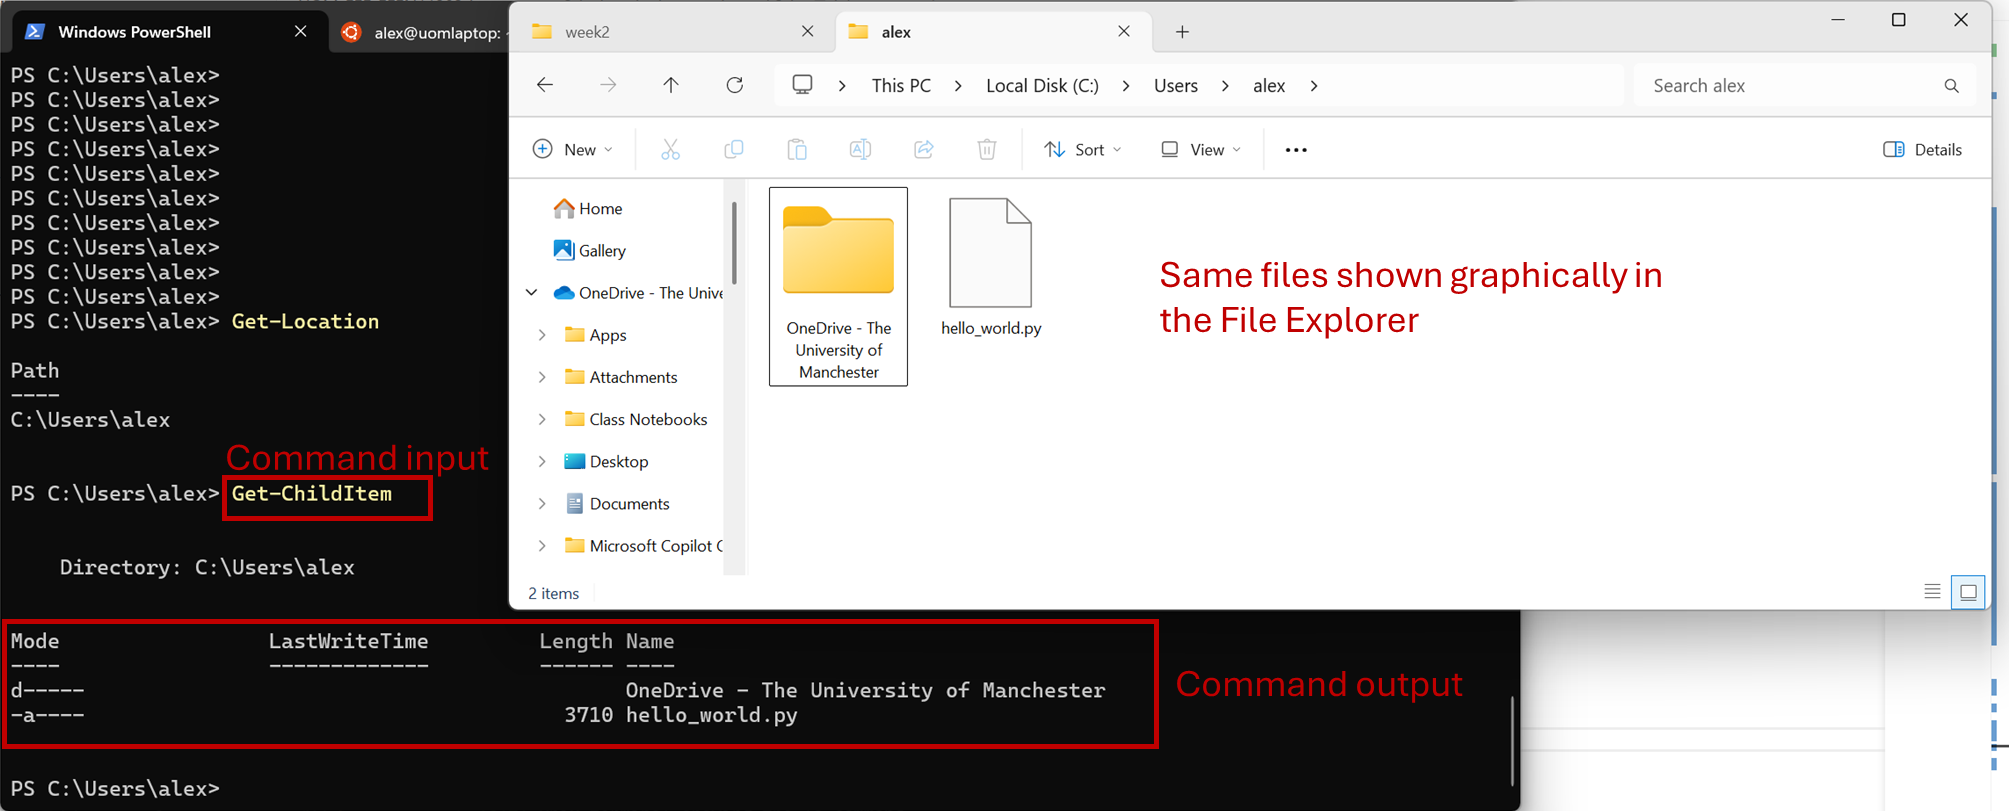 Windows PowerShell
alex@uomlaptop:
PS C:\Users\alex>
PS C:\Users\alex>
PS C:\Users\alex>
PS C:\Users\alex>
PS C:\Users\alex>
PS C:\Users\alex>
PS C:\Users\alex>
PS C:\Users\alex>
PS C:\Users\alex>
PS C:\Users\alex>
PS C:\Users\alex> Get-Location
Path
----
C:\Users\alex
Command input
PS C:\Users\alex> Get-ChildItem
Directory: C:\Users\alex
Mode LastWriteTime Length Name
---- ------------- ------ ----
d----- OneDrive - The University of Manchester
-a---- 3710 hello_world.py
Command output
PS C:\Users\alex>
week2
alex
This PC > Local Disk (C:) > Users > alex >
Search alex
New
Sort
View
Details
Home
Gallery
OneDrive - The Unive
Apps
Attachments
Class Notebooks
Desktop
Documents
Microsoft Copilot C
OneDrive - The
University of
Manchester
hello_world.py
Same files shown graphically in
the File Explorer
2 items